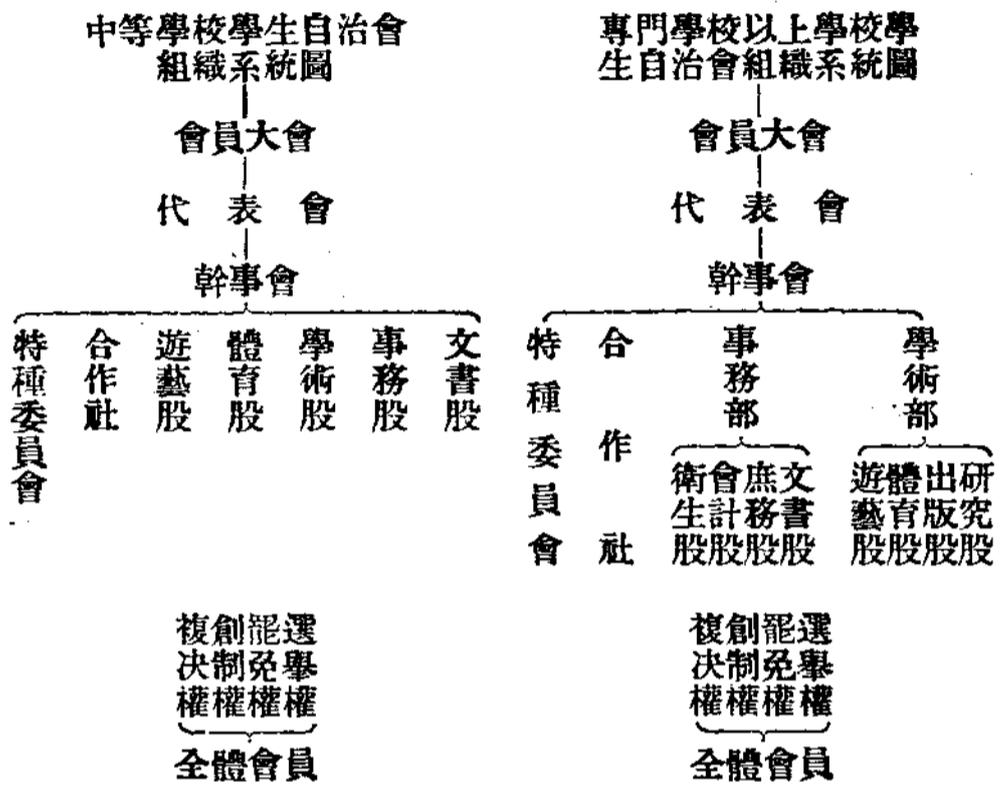 專門學校以上學校學
生自治會組織系統圖
會員大會
代表會
幹事會
學術部
研究股
出版股
體育股
遊藝股
事務部
文書股
庶務股
會計股
衛生股
合作社
特種委員會
選舉權
罷免權
創制權
複决權
全體會員
中等學校學生自治會
組織系統圖
會員大會
代表會
幹事會
文書股
事務股
學術股
體育股
遊藝股
合作社
特種委員會
選舉權
罷免權
創制權
複决權
全體會員